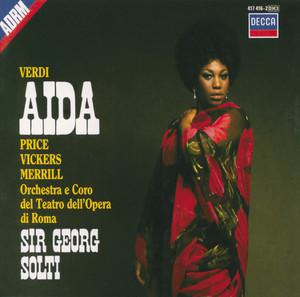 ADRM
417 416-2
DECCA
VERDI
AIDA
PRICE
VICKERS
MERRILL
Orchestra e Coro
del Teatro dell'Opera
di Roma
SIR GEORG
SOLTI